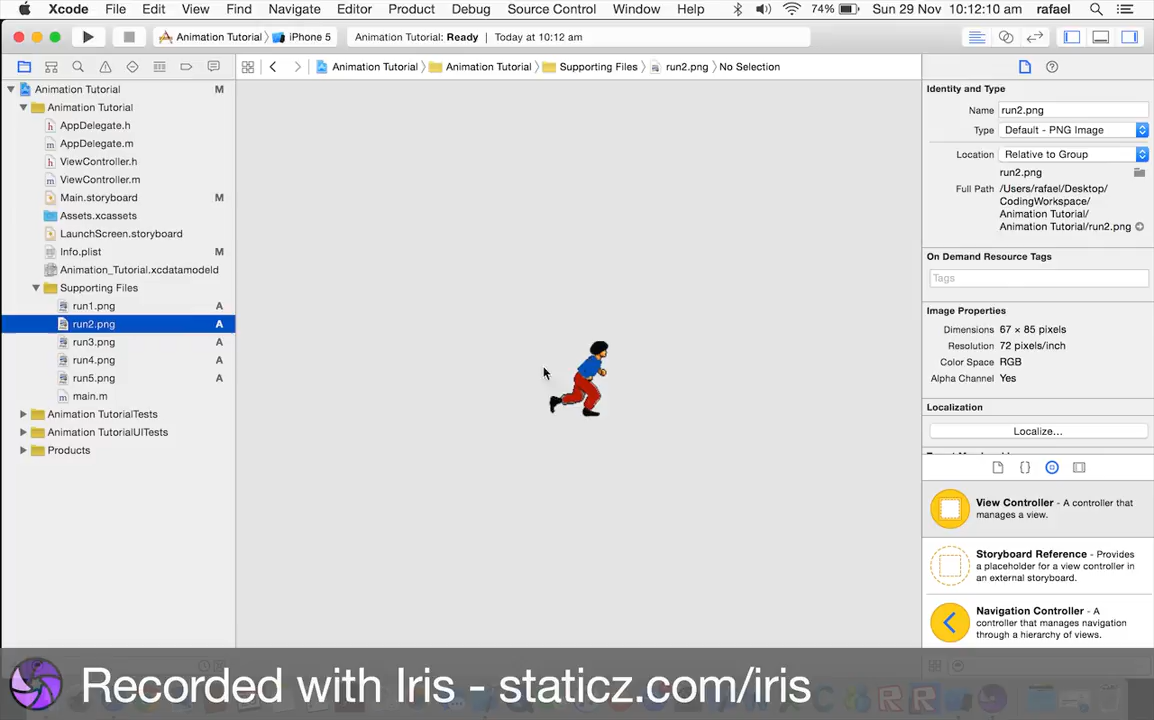 Xcode File Edit View Find Navigate Editor Product Debug Source Control Window Help 74% Sun 29 Nov 10:12:10 am rafael
Animation Tutorial iPhone 5 Animation Tutorial: Ready Today at 10:12 am
Animation Tutorial Animation Tutorial Supporting Files run2.png No Selection
Animation Tutorial M
Animation Tutorial
AppDelegate.h
AppDelegate.m
ViewController.h
ViewController.m
Main.storyboard M
Assets.xcassets
LaunchScreen.storyboard
Info.plist M
Animation_Tutorial.xcdatamodeld
Supporting Files
run1.png A
run2.png A
run3.png A
run4.png A
run5.png A
main.m
Animation TutorialTests
Animation TutorialUITests
Products
Identity and Type
Name run2.png
Type Default - PNG Image
Location Relative to Group
run2.png
Full Path /Users/rafael/Desktop/
CodingWorkspace/
Animation Tutorial/
Animation Tutorial/run2.png
On Demand Resource Tags
Tags
Image Properties
Dimensions 67 × 85 pixels
Resolution 72 pixels/inch
Color Space RGB
Alpha Channel Yes
Localization
Localize...
View Controller - A controller that
manages a view.
Storyboard Reference - Provides
a placeholder for a view controller in
an external storyboard.
Navigation Controller - A
controller that manages navigation
through a hierarchy of views.
Recorded with Iris - staticz.com/iris